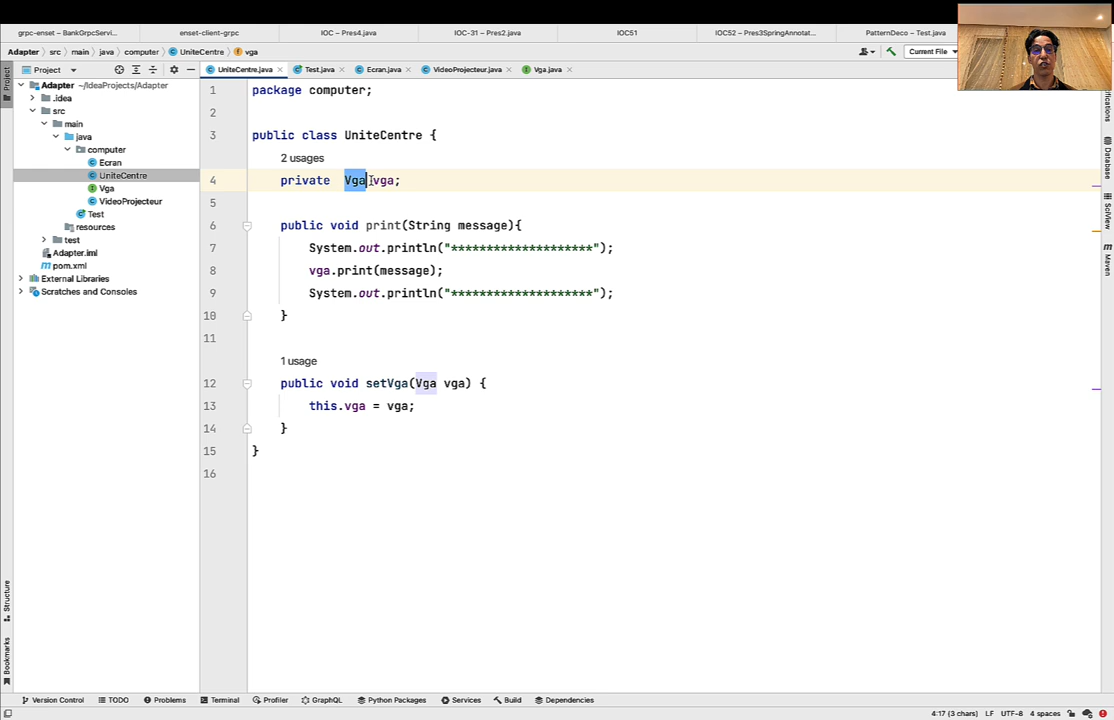 grpc-enset – BankGrpcServi... enset-client-grpc IOC – Pres4.java IOC-31 – Pres2.java IOC51 IOC52 – Pres3SpringAnnotat... PatternDeco – Test.java
Adapter src main java computer UniteCentre vga Current File
Project UniteCentre.java Test.java Ecran.java VideoProjecteur.java Vga.java
Project
Adapter ~/IdeaProjects/Adapter
.idea
src
main
java
computer
Ecran
UniteCentre
Vga
VideoProjecteur
Test
resources
test
Adapter.iml
pom.xml
External Libraries
Scratches and Consoles
1 package computer;
2
3 public class UniteCentre {
2 usages
4 private Vga vga;
5
6 public void print(String message){
7 System.out.println("********************");
8 vga.print(message);
9 System.out.println("********************");
10 }
11
1 usage
12 public void setVga(Vga vga) {
13 this.vga = vga;
14 }
15 }
16
Database
SciView
Maven
Structure
Bookmarks
Version Control TODO Problems Terminal Profiler GraphQL Python Packages Services Build Dependencies
4:17 (3 chars) LF UTF-8 4 spaces